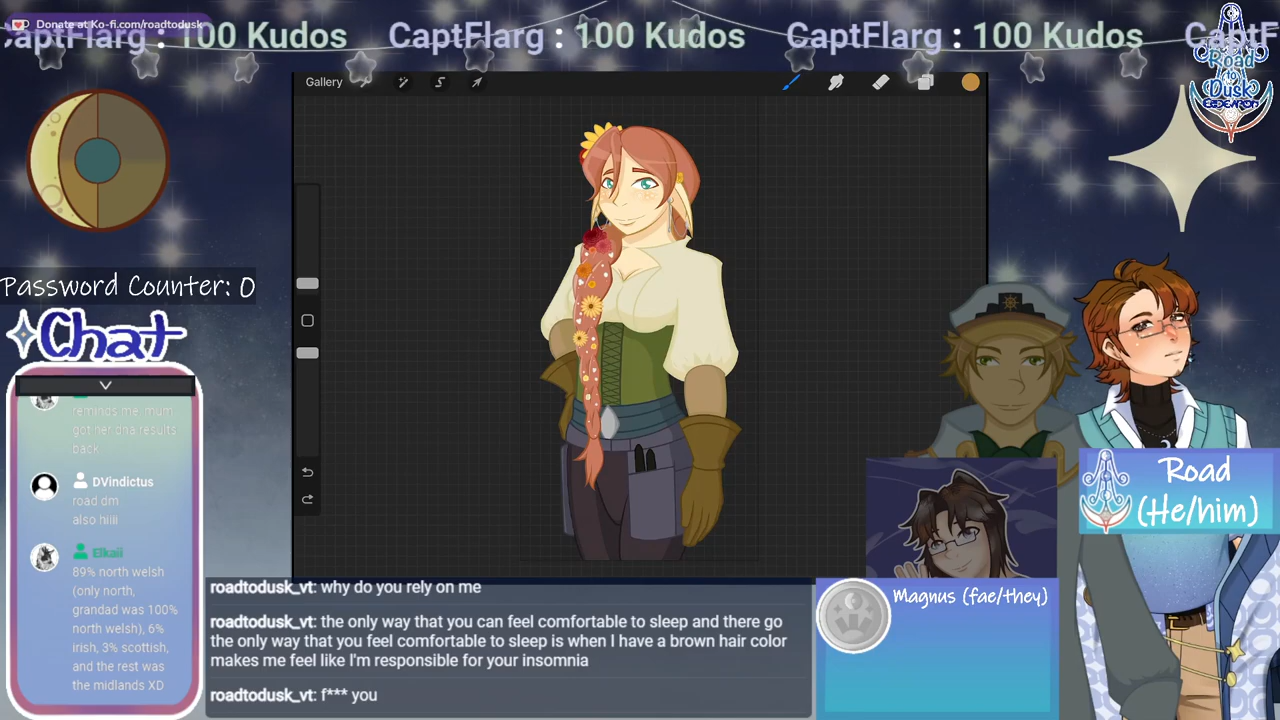 Donate at Ko-fi.com/roadtodusk
CaptFlarg : 100 Kudos CaptFlarg : 100 Kudos CaptFlarg : 100 Kudos CaptF
Road
to
Dusk
Gallery
Password Counter: 0
Chat
reminds me mum
got her dna results
back
DVindictus
road dm
also hiiii
Elkaii
89% north welsh
(only north,
grandad was 100%
north welsh), 6%
irish, 3% scottish,
and the rest was
the midlands XD
roadtodusk_vt: why do you rely on me
roadtodusk_vt: the only way that you can feel comfortable to sleep and there go
the only way that you feel comfortable to sleep is when I have a brown hair color
makes me feel like I'm responsible for your insomnia
roadtodusk_vt: f*** you
Magnus (fae/they)
Road
(He/him)